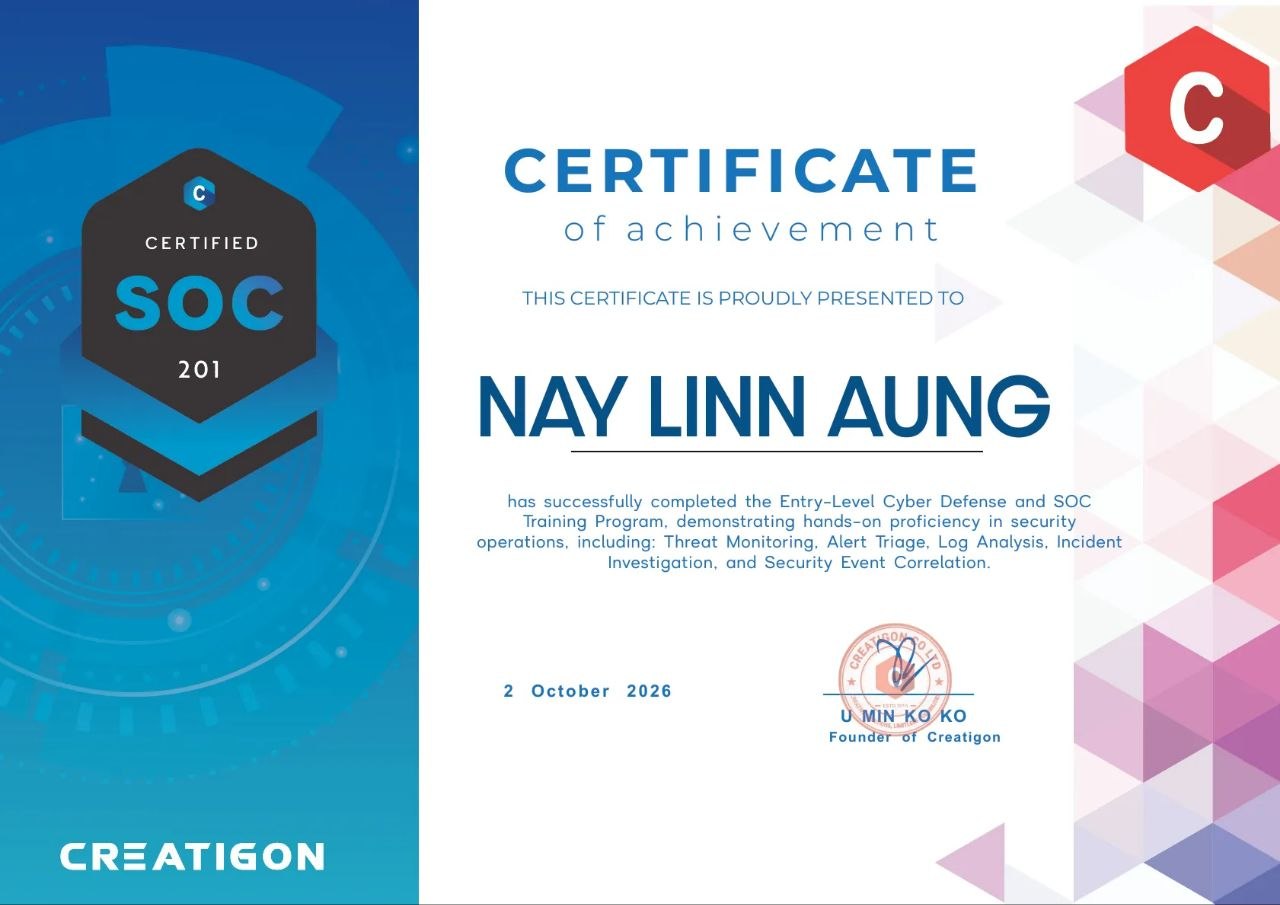 C
CERTIFIED
SOC
201
CREATIGON
C
CERTIFICATE
of achievement
THIS CERTIFICATE IS PROUDLY PRESENTED TO
NAY LINN AUNG
has successfully completed the Entry-Level Cyber Defense and SOC
Training Program, demonstrating hands-on proficiency in security
operations, including: Threat Monitoring, Alert Triage, Log Analysis, Incident
Investigation, and Security Event Correlation.
2 October 2026
CREATIGON CO LTD
C
U MIN KO KO
Founder of Creatigon